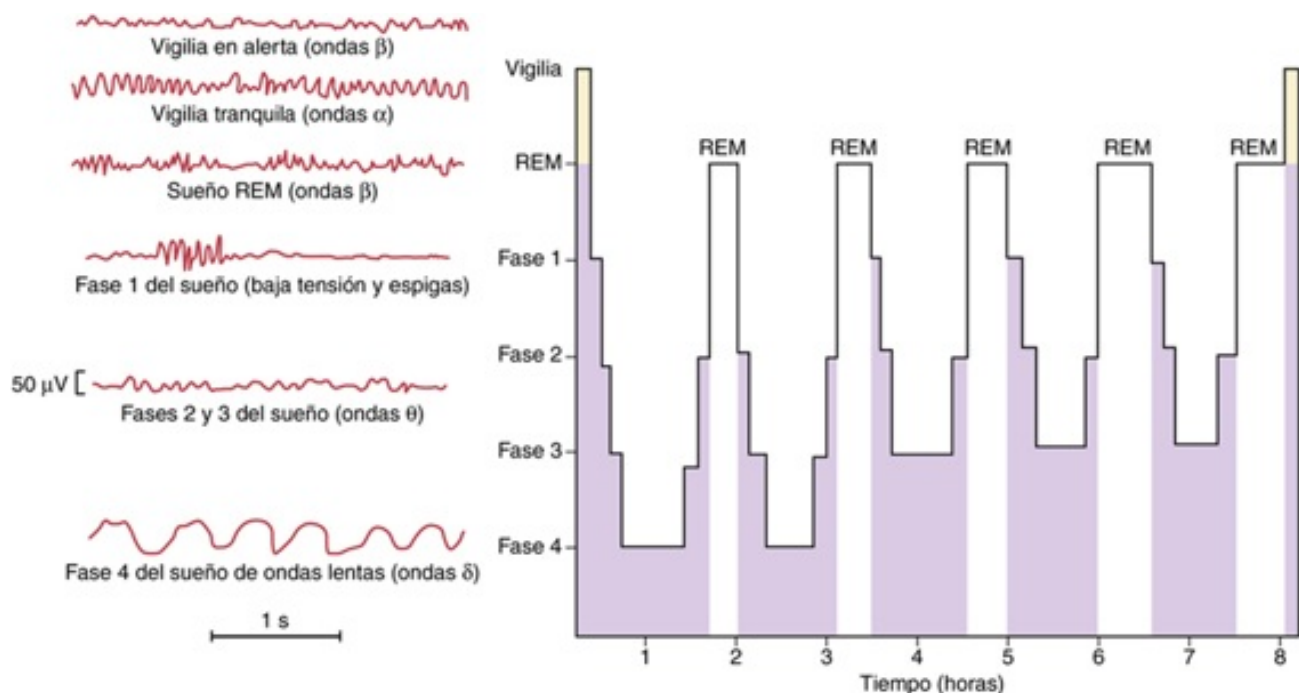 Vigilia en alerta (ondas β)
Vigilia tranquila (ondas α)
Sueño REM (ondas β)
Fase 1 del sueño (baja tensión y espigas)
50 μV
Fases 2 y 3 del sueño (ondas θ)
Fase 4 del sueño de ondas lentas (ondas δ)
1 s
Vigilia
REM
Fase 1
Fase 2
Fase 3
Fase 4
REM REM REM REM REM
1 2 3 4 5 6 7 8
Tiempo (horas)